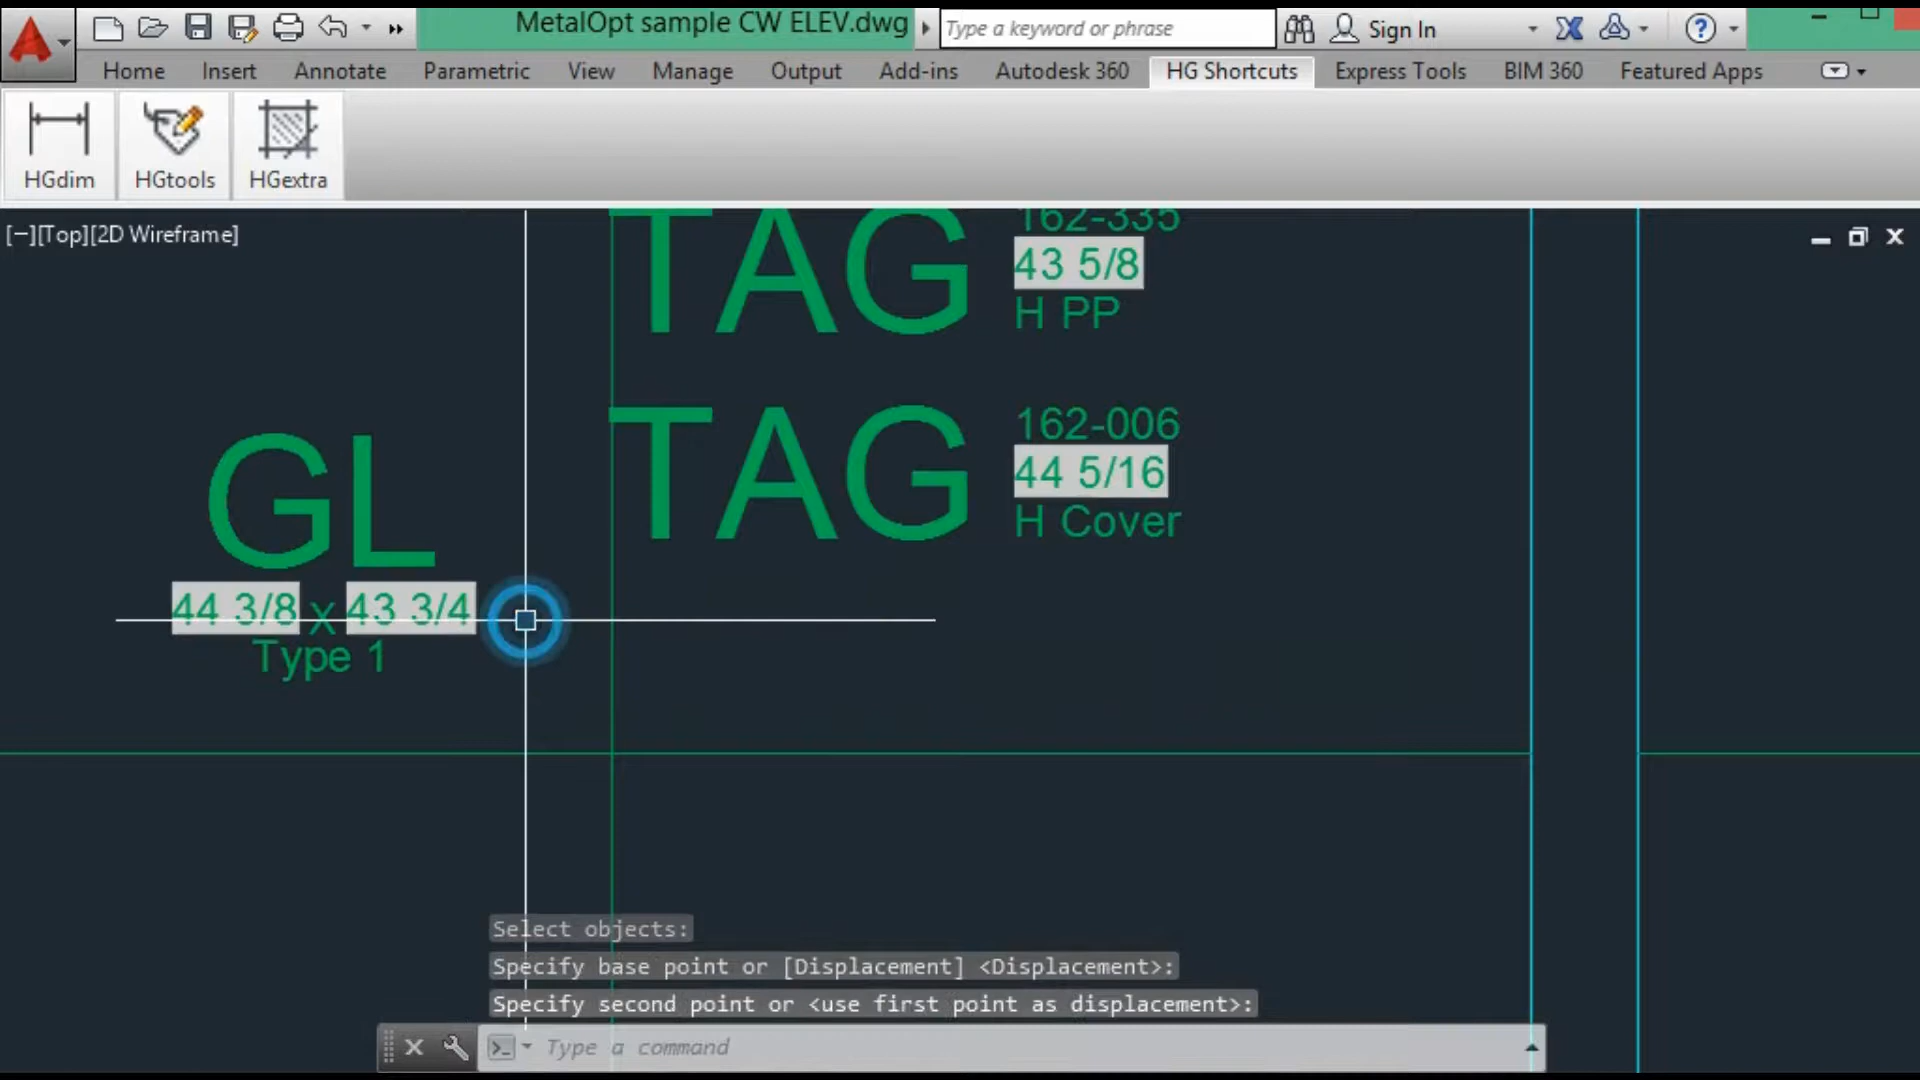 MetalOpt sample CW ELEV.dwg
Type a keyword or phrase
Sign In
Home Insert Annotate Parametric View Manage Output Add-ins Autodesk 360 HG Shortcuts Express Tools BIM 360 Featured Apps
HGdim HGtools HGextra
[−][Top][2D Wireframe]
TAG
162-335
43 5/8
H PP
TAG
162-006
44 5/16
H Cover
GL
44 3/8 x 43 3/4
Type 1
Select objects:
Specify base point or [Displacement] <Displacement>:
Specify second point or <use first point as displacement>:
Type a command